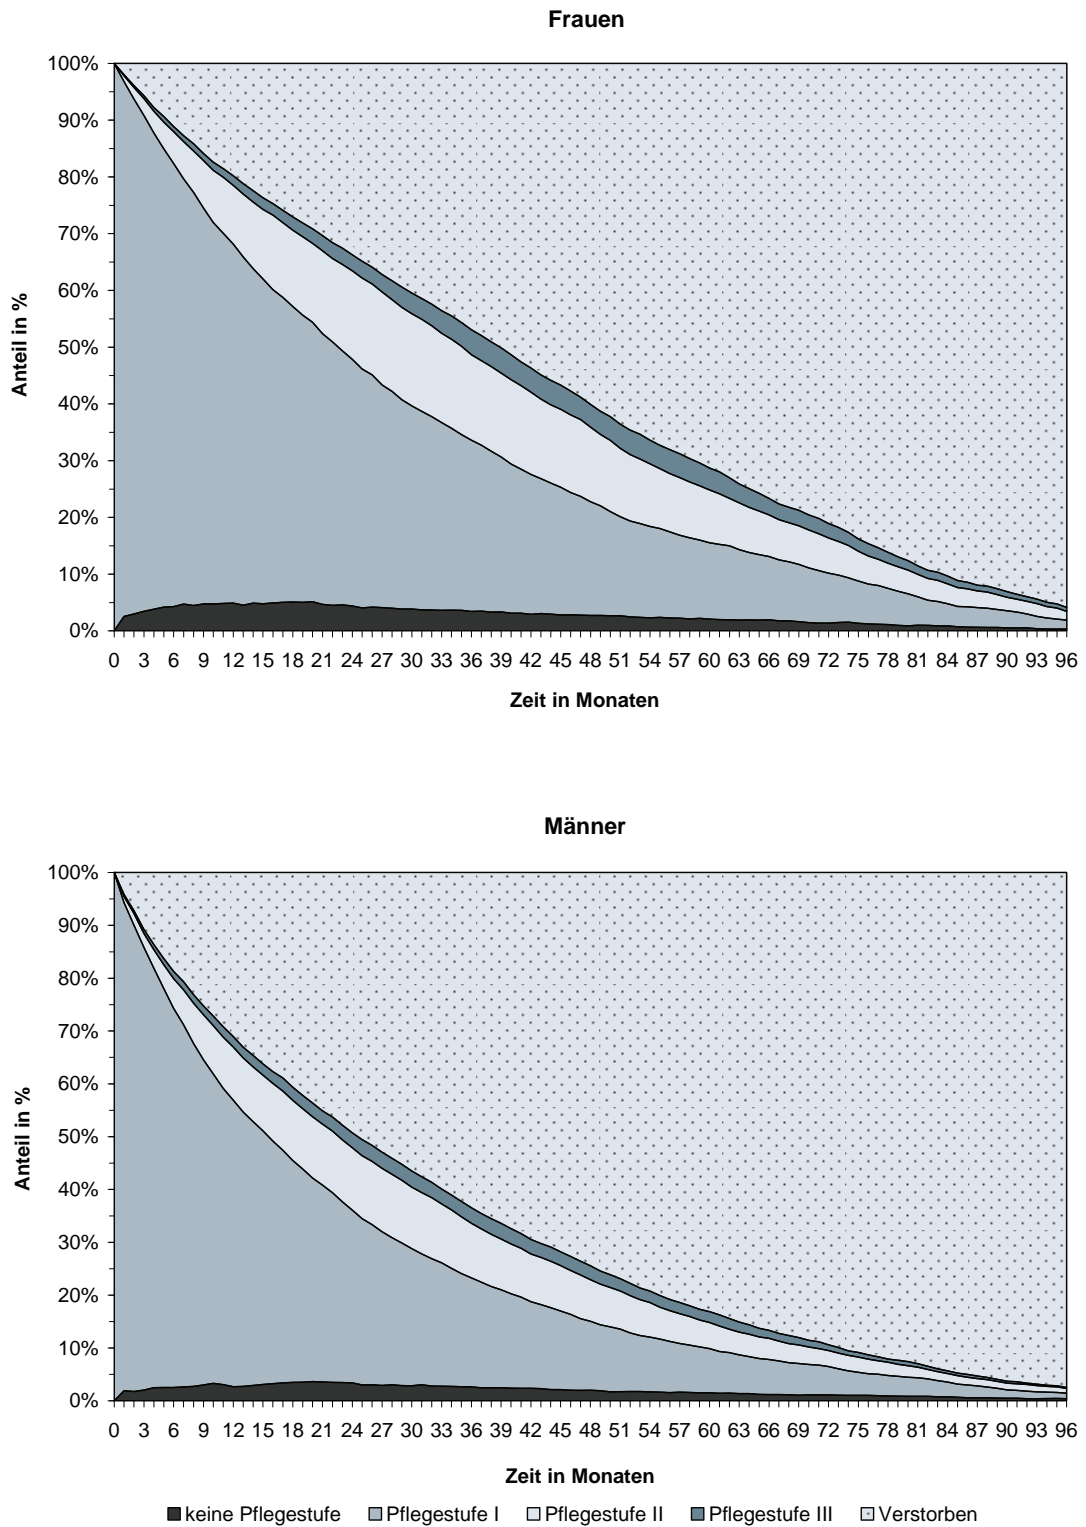 Frauen
100%
90%
80%
70%
60%
50%
40%
30%
20%
10%
0%
Anteil in %
0 3 6 9 12 15 18 21 24 27 30 33 36 39 42 45 48 51 54 57 60 63 66 69 72 75 78 81 84 87 90 93 96
Zeit in Monaten
Männer
100%
90%
80%
70%
60%
50%
40%
30%
20%
10%
0%
Anteil in %
0 3 6 9 12 15 18 21 24 27 30 33 36 39 42 45 48 51 54 57 60 63 66 69 72 75 78 81 84 87 90 93 96
Zeit in Monaten
keine Pflegestufe Pflegestufe I Pflegestufe II Pflegestufe III Verstorben